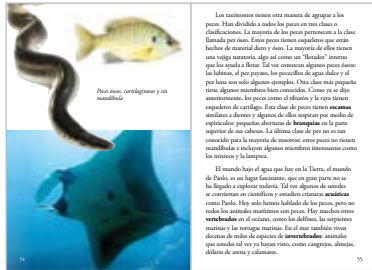 Peces óseos, cartilaginosos y sin
mandíbula
54
Los taxónomos tienen otra manera de agrupar a los
peces. Han dividido a todos los peces en tres clases o
clasificaciones. La mayoría de los peces pertenecen a la clase
llamada pez óseo. Estos peces tienen esqueletos que están
hechos de material duro y óseo. La mayoría de ellos tienen
una vejiga natatoria, algo así como un “flotador” interno
que los ayuda a flotar. Tal vez conozcan algunos peces óseos:
las lubinas, el pez payaso, los pececillos de agua dulce y el
pez luna son solo algunos ejemplos. Otra clase más pequeña
tiene algunos miembros bien conocidos. Como ya se dijo
anteriormente, los peces como el tiburón y la raya tienen
esqueletos de cartílago. Esta clase de peces tienen escamas
similares a dientes y algunos de ellos respiran por medio de
espiráculos: pequeñas aberturas de branquias en la parte
superior de sus cabezas. La última clase de pez no es tan
conocido para la mayoría de nosotros: estos peces no tienen
mandíbulas e incluyen algunos miembros interesantes como
los mixinos y la lamprea.
El mundo bajo el agua que hay en la Tierra, el mundo
de Paolo, es un lugar fascinante, que en gran parte no se
ha llegado a explorar todavía. Tal vez algunos de ustedes
se conviertan en científicos y estudien criaturas acuáticas
como Paolo. Hoy solo hemos hablado de los peces, pero no
todos los animales marítimos son peces. Hay muchos otros
vertebrados en el océano, como los delfines, las serpientes
marinas y las tortugas marinas. En el mar también viven
decenas de miles de especies de invertebrados: animales
que ustedes tal vez ya hayan visto, como cangrejos, almejas,
dólares de arena y calamares.
55